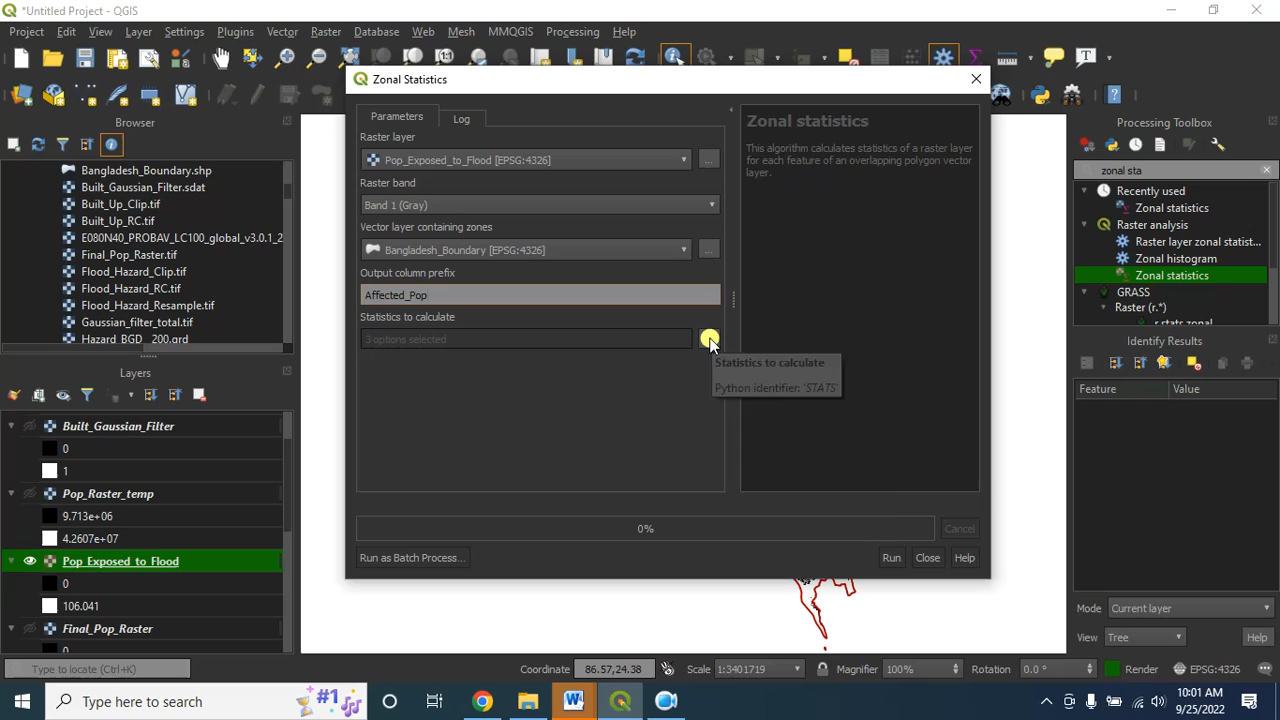 *Untitled Project — QGIS
Project Edit View Layer Settings Plugins Vector Raster Database Web Mesh MMQGIS Processing Help
Zonal Statistics
Browser
Bangladesh_Boundary.shp
Built_Gaussian_Filter.sdat
Built_Up_Clip.tif
Built_Up_RC.tif
E080N40_PROBAV_LC100_global_v3.0.1_2
Final_Pop_Raster.tif
Flood_Hazard_Clip.tif
Flood_Hazard_RC.tif
Flood_Hazard_Resample.tif
Gaussian_filter_total.tif
Hazard_BGD_200.grd
Layers
Built_Gaussian_Filter
0
1
Pop_Raster_temp
9.713e+06
4.2607e+07
Pop_Exposed_to_Flood
0
106.041
Final_Pop_Raster
0
Parameters Log
Raster layer
Pop_Exposed_to_Flood [EPSG:4326]
...
Raster band
Band 1 (Gray)
Vector layer containing zones
Bangladesh_Boundary [EPSG:4326]
...
Output column prefix
Affected_Pop
Statistics to calculate
3 options selected
Statistics to calculate
Python identifier: 'STATS'
Zonal statistics
This algorithm calculates statistics of a raster layer
for each feature of an overlapping polygon vector
layer.
0%
Cancel
Run as Batch Process...
Run Close Help
Processing Toolbox
zonal sta
Recently used
Zonal statistics
Raster analysis
Raster layer zonal statist...
Zonal histogram
Zonal statistics
GRASS
Raster (r.*)
r.stats.zonal
Identify Results
Feature Value
Mode Current layer
View Tree Help
Type to locate (Ctrl+K)
Coordinate 86.57,24.38 Scale 1:3401719 Magnifier 100% Rotation 0.0 ° Render EPSG:4326
Type here to search
#1
10:01 AM
9/25/2022